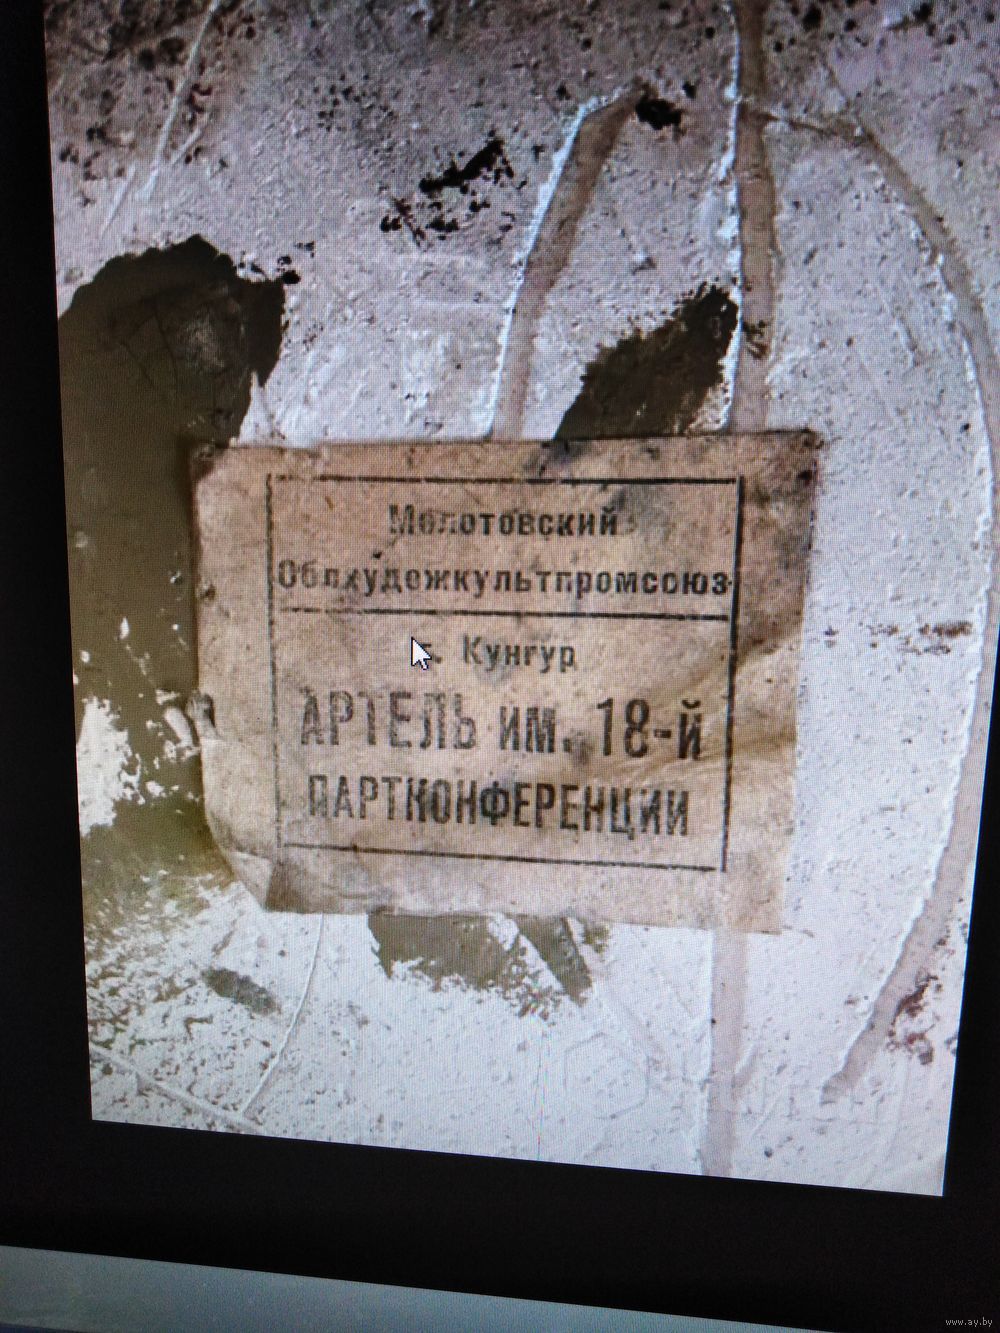 Молотовский
Облхудожкультпромсоюз
г. Кунгур
АРТЕЛЬ им. 18-й
ПАРТКОНФЕРЕНЦИИ
www.ay.by